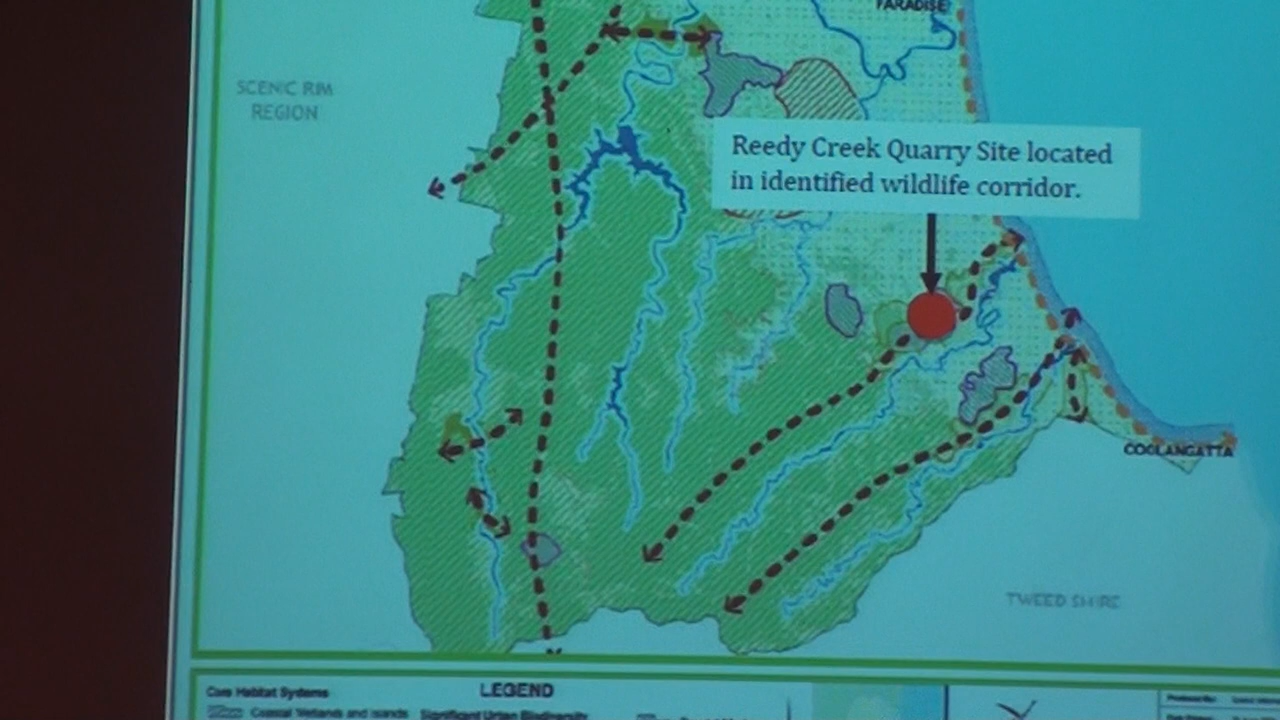 PARADISE
SCENIC RIM
REGION
Reedy Creek Quarry Site located
in identified wildlife corridor.
COOLANGATTA
TWEED SHIRE
LEGEND
Core Habitat Systems
Coastal Wetlands and Islands
Significant Urban Biodiversity